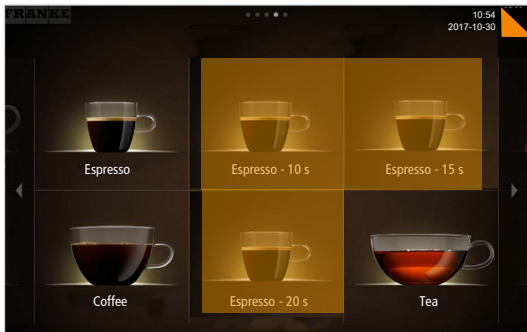 FRANKE
10:54
2017-10-30
Espresso
Espresso - 10 s
Espresso - 15 s
Coffee
Espresso - 20 s
Tea